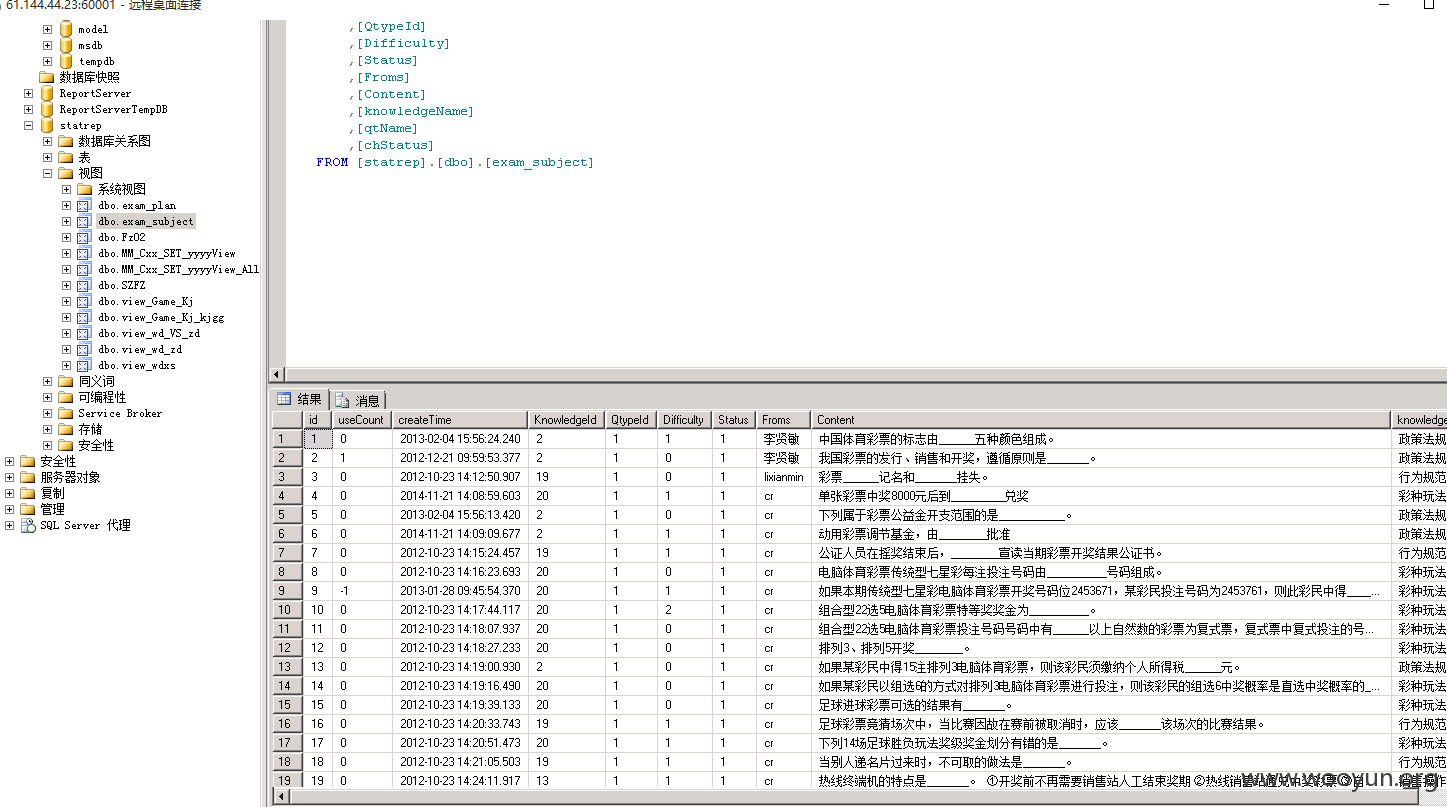 61.144.44.23:60001 - 远程桌面连接
model
msdb
tempdb
数据库快照
ReportServer
ReportServerTempDB
statrep
数据库关系图
表
视图
系统视图
dbo.exam_plan
dbo.exam_subject
dbo.FzO2
dbo.MM_Cxx_SET_yyyyView
dbo.MM_Cxx_SET_yyyyView_All
dbo.SZFZ
dbo.view_Game_Kj
dbo.view_Game_Kj_kjgg
dbo.view_wd_VS_zd
dbo.view_wd_zd
dbo.view_wdxs
同义词
可编程性
Service Broker
存储
安全性
安全性
服务器对象
复制
管理
SQL Server 代理
,[QtypeId]
,[Difficulty]
,[Status]
,[Froms]
,[Content]
,[knowledgeName]
,[qtName]
,[chStatus]
FROM [statrep].[dbo].[exam_subject]
结果 消息
id useCount createTime KnowledgeId QtypeId Difficulty Status Froms Content knowledge
1 1 0 2013-02-04 15:56:24.240 2 1 1 1 李贤敏 中国体育彩票的标志由______五种颜色组成。 政策法规
2 2 1 2012-12-21 09:59:53.377 2 1 0 1 李贤敏 我国彩票的发行、销售和开奖，遵循原则是_______。 政策法规
3 3 0 2012-10-23 14:12:50.907 19 1 0 1 lixianmin 彩票______记名和_______挂失。 行为规范
4 4 0 2014-11-21 14:08:59.603 20 1 1 1 cr 单张彩票中奖8000元后到_________兑奖 彩种玩法
5 5 0 2013-02-04 15:56:13.420 2 1 0 1 cr 下列属于彩票公益金开支范围的是___________。 政策法规
6 6 0 2014-11-21 14:09:09.677 2 1 1 1 cr 动用彩票调节基金，由________批准 政策法规
7 7 0 2012-10-23 14:15:24.457 19 1 1 1 cr 公证人员在摇奖结束后，________宣读当期彩票开奖结果公证书。 行为规范
8 8 0 2012-10-23 14:16:23.693 20 1 0 1 cr 电脑体育彩票传统型七星彩每注投注号码由__________号码组成。 彩种玩法
9 9 -1 2013-01-28 09:45:54.370 20 1 1 1 cr 如果本期传统型七星彩电脑体育彩票开奖号码位2453671，某彩民投注号码为2453761，则此彩民中得____... 彩种玩法
10 10 0 2012-10-23 14:17:44.117 20 1 2 1 cr 组合型22选5电脑体育彩票特等奖奖金为__________。 彩种玩法
11 11 0 2012-10-23 14:18:07.937 20 1 0 1 cr 组合型22选5电脑体育彩票投注号码号码中有______以上自然数的彩票为复式票，复式票中复式投注的号... 彩种玩法
12 12 0 2012-10-23 14:18:27.233 20 1 0 1 cr 排列3、排列5开奖________。 彩种玩法
13 13 0 2012-10-23 14:19:00.930 2 1 0 1 cr 如果某彩民中得15主排列3电脑体育彩票，则该彩民须缴纳个人所得税______元。 政策法规
14 14 0 2012-10-23 14:19:16.490 20 1 0 1 cr 如果某彩民以组选6的方式对排列3电脑体育彩票进行投注，则该彩民的组选6中奖概率是直选中奖概率的_... 彩种玩法
15 15 0 2012-10-23 14:19:39.133 20 1 0 1 cr 足球进球彩票可选的结果有_______。 彩种玩法
16 16 0 2012-10-23 14:20:33.743 19 1 1 1 cr 足球彩票竞猜场次中，当比赛因故在赛前被取消时，应该_______该场次的比赛结果。 行为规范
17 17 0 2012-10-23 14:20:51.473 20 1 1 1 cr 下列14场足球胜负玩法奖级奖金划分有错的是_______。 彩种玩法
18 18 0 2012-10-23 14:21:05.503 19 1 1 1 cr 当别人递名片过来时，不可取的做法是_______。 行为规范
19 19 0 2012-10-23 14:24:11.917 13 1 1 1 cr 热线终端机的特点是_______。 ①开奖前不再需要销售站人工结束奖期 ②热线销售
www.wooyun.org